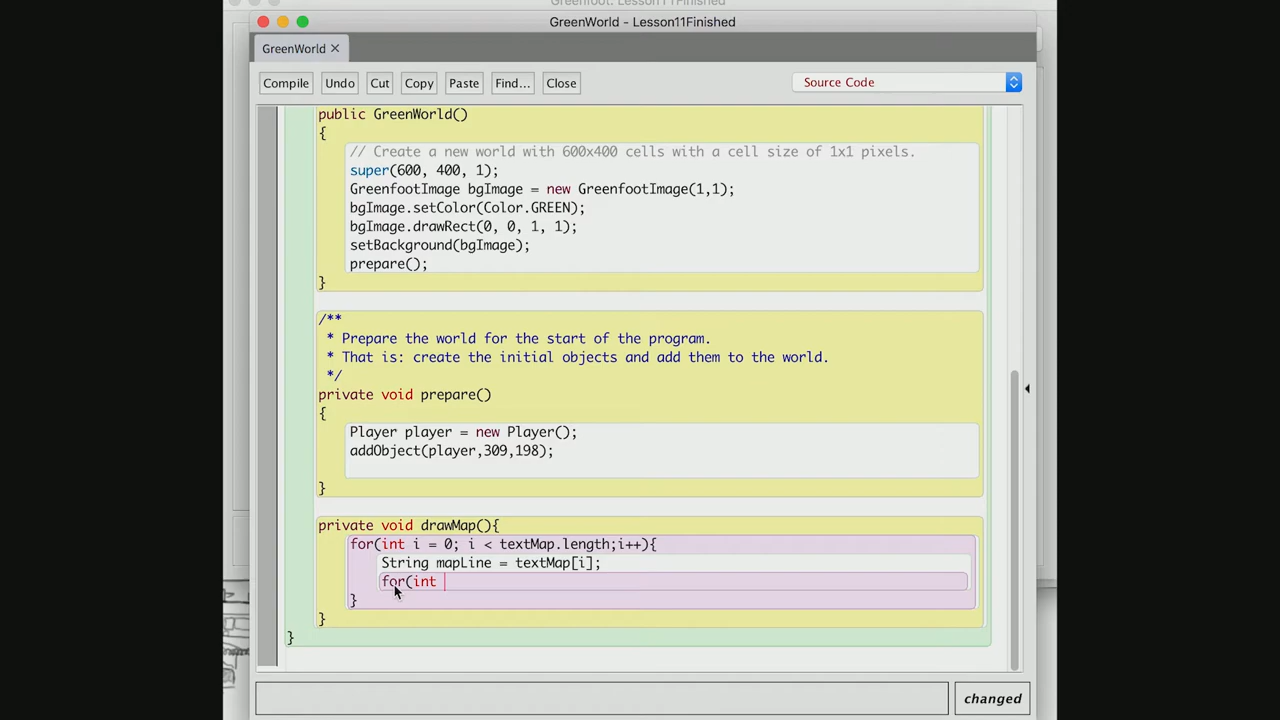 Greenfoot: Lesson11Finished
GreenWorld - Lesson11Finished
GreenWorld ×
Compile Undo Cut Copy Paste Find... Close Source Code
public GreenWorld()
{
// Create a new world with 600x400 cells with a cell size of 1x1 pixels.
super(600, 400, 1);
GreenfootImage bgImage = new GreenfootImage(1,1);
bgImage.setColor(Color.GREEN);
bgImage.drawRect(0, 0, 1, 1);
setBackground(bgImage);
prepare();
}
/**
* Prepare the world for the start of the program.
* That is: create the initial objects and add them to the world.
*/
private void prepare()
{
Player player = new Player();
addObject(player,309,198);
}
private void drawMap(){
for(int i = 0; i < textMap.length;i++){
String mapLine = textMap[i];
for(int
}
}
}
changed